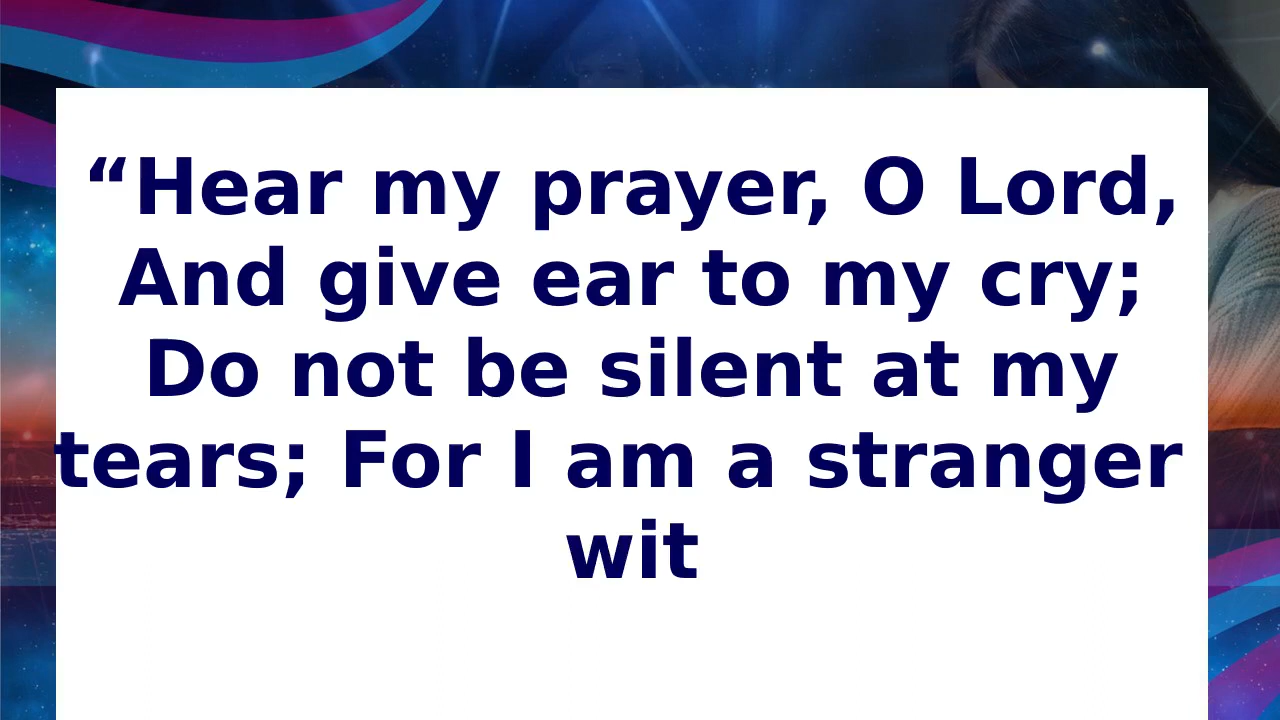 “Hear my prayer, O Lord,
And give ear to my cry;
Do not be silent at my
tears; For I am a stranger
wit